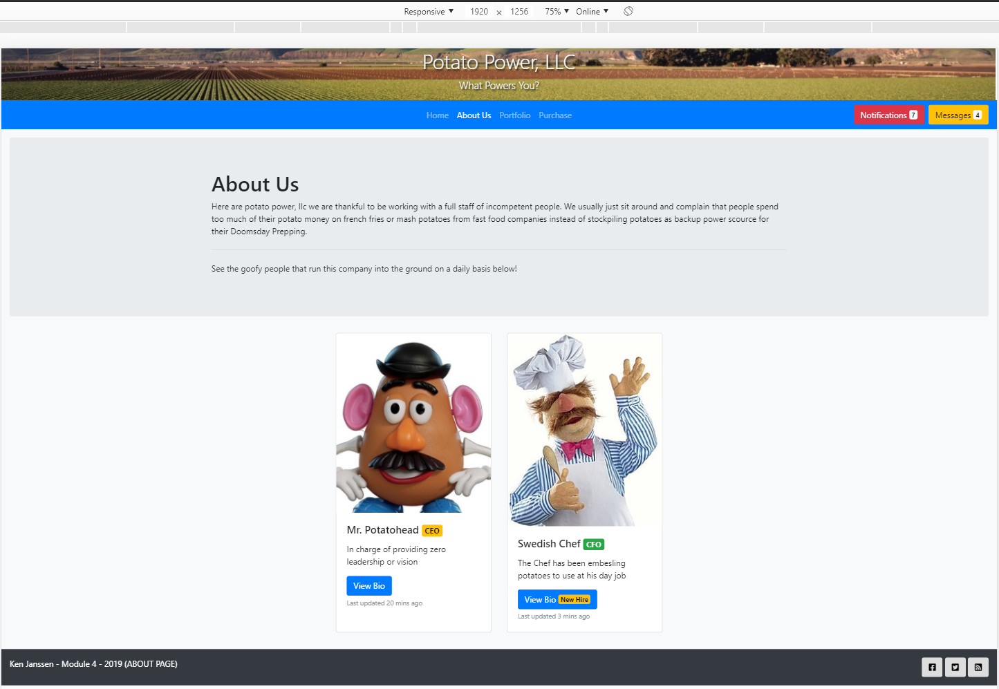 Responsive ▼ 1920 × 1256 75% ▼ Online ▼
Potato Power, LLC
What Powers You?
Home About Us Portfolio Purchase Notifications 7 Messages 4
About Us
Here are potato power, llc we are thankful to be working with a full staff of incompetent people. We usually just sit around and complain that people spend
too much of their potato money on french fries or mash potatoes from fast food companies instead of stockpiling potatoes as backup power scource for
their Doomsday Prepping.
See the goofy people that run this company into the ground on a daily basis below!
Mr. Potatohead CEO
In charge of providing zero
leadership or vision
View Bio
Last updated 20 mins ago
Swedish Chef CFO
The Chef has been embesling
potatoes to use at his day job
View Bio New Hire
Last updated 3 mins ago
Ken Janssen - Module 4 - 2019 (ABOUT PAGE)